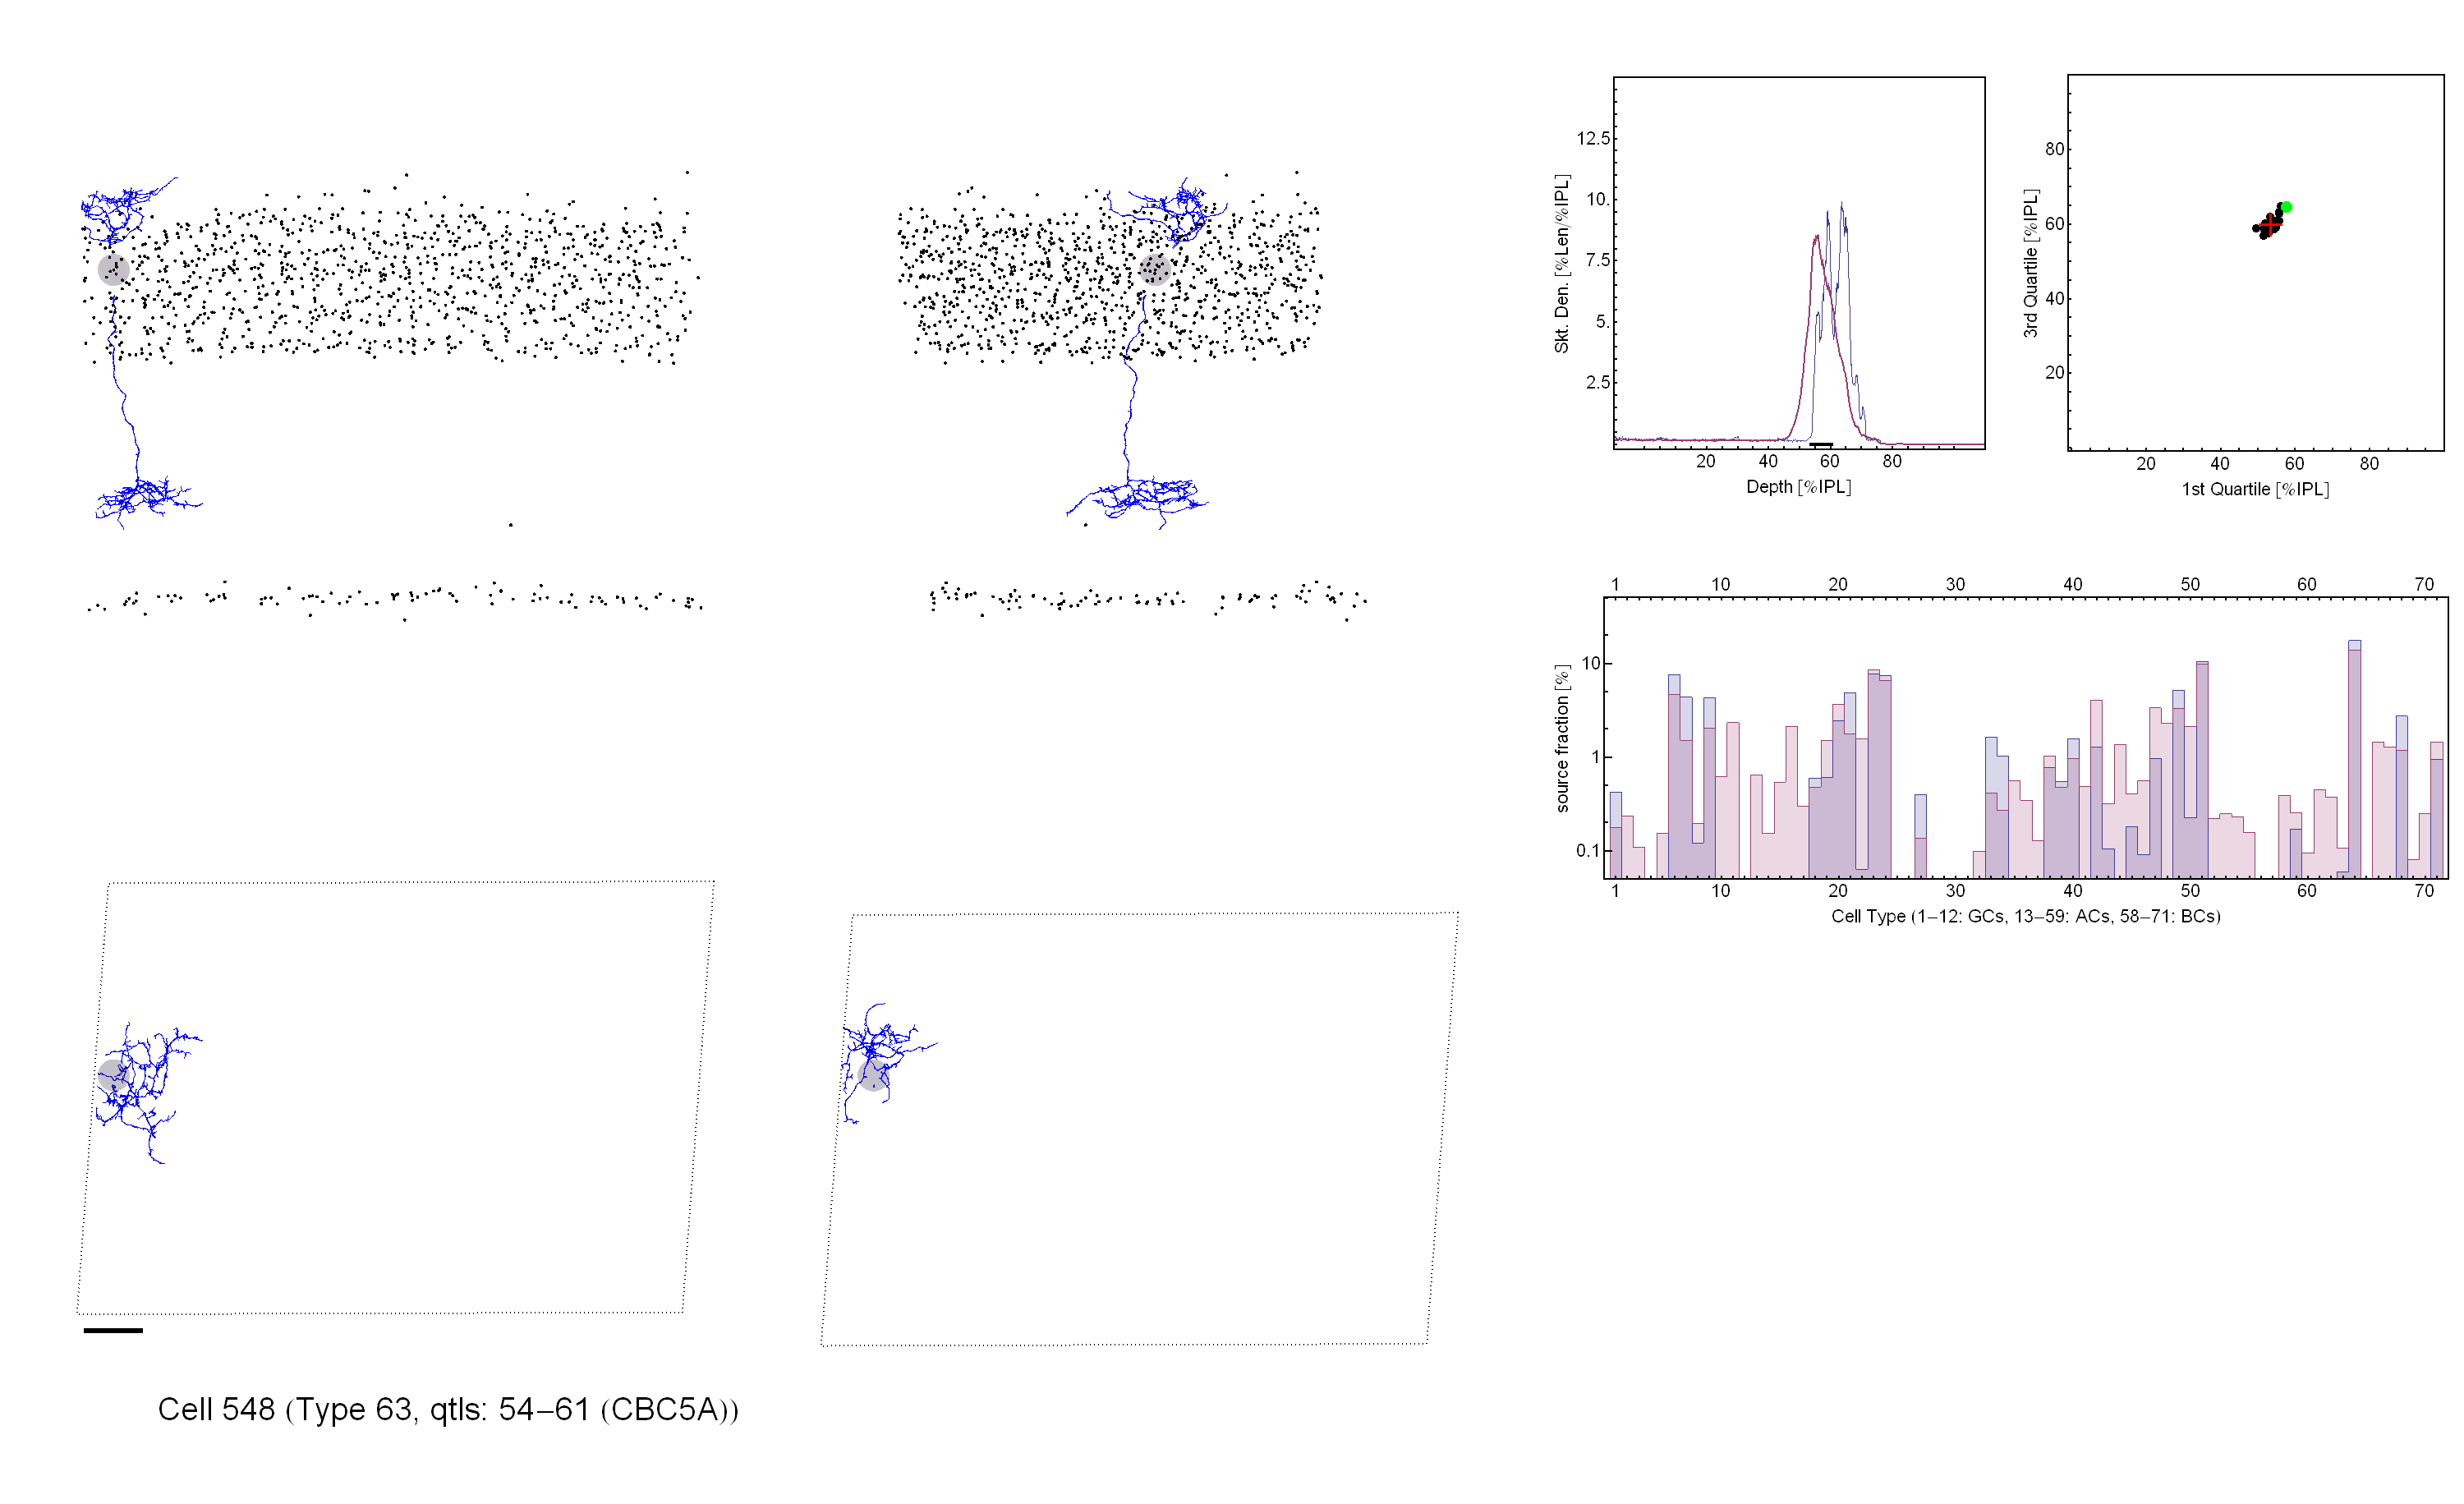 12.5
10.
7.5
5.
2.5
Skt. Den. [%Len/%IPL]
20 40 60 80
Depth [%IPL]
80
60
40
20
3rd Quartile [%IPL]
20 40 60 80
1st Quartile [%IPL]
1 10 20 30 40 50 60 70
10
1
0.1
source fraction [%]
1 10 20 30 40 50 60 70
Cell Type (1–12: GCs, 13–59: ACs, 58–71: BCs)
Cell 548 (Type 63, qtls: 54–61 (CBC5A))